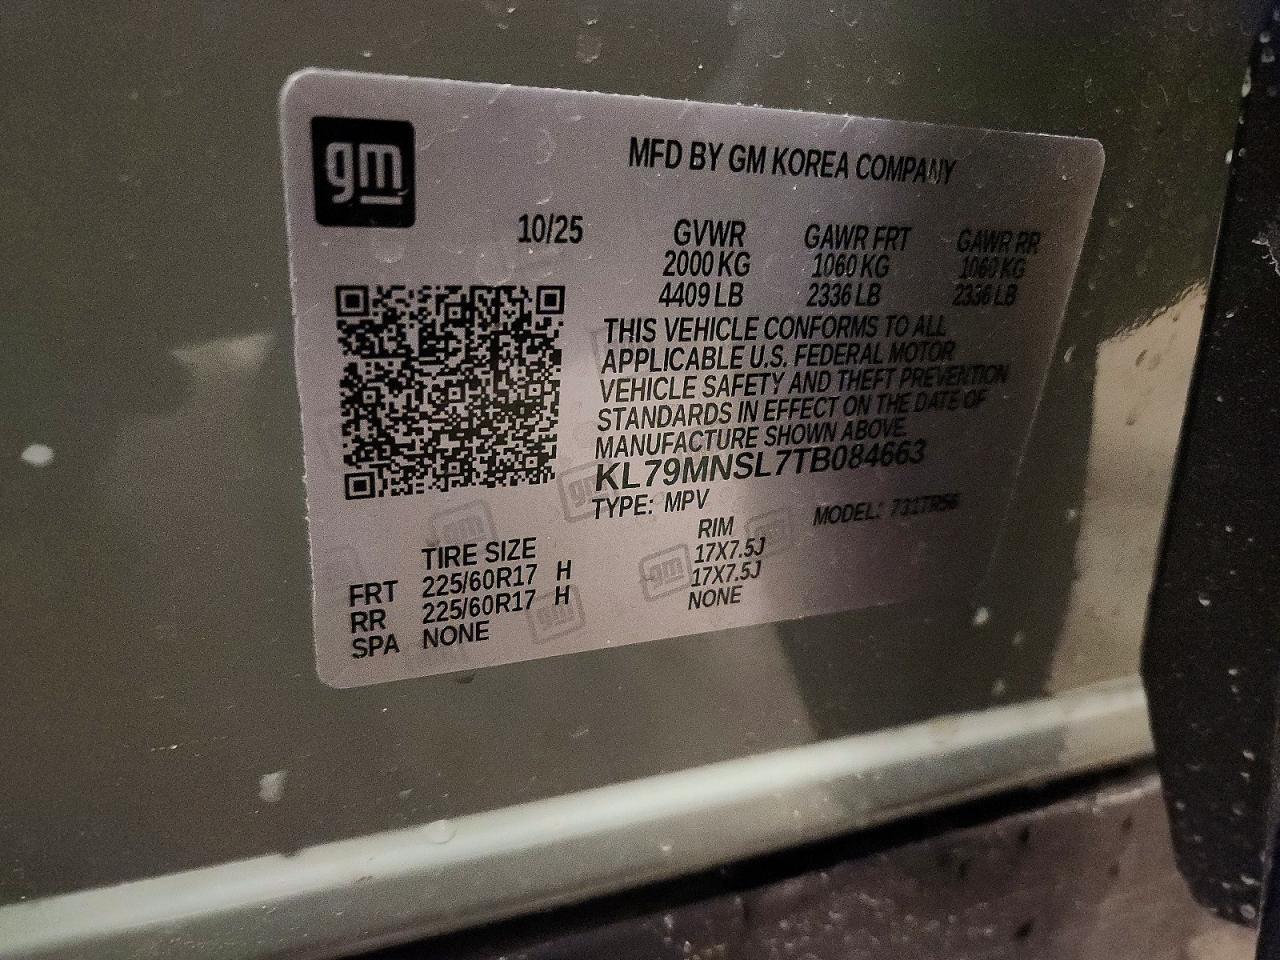 gm
MFD BY GM KOREA COMPANY
10/25 GVWR GAWR FRT GAWR RR
2000 KG 1060 KG 1060 KG
4409 LB 2336 LB 2336 LB
THIS VEHICLE CONFORMS TO ALL
APPLICABLE U.S. FEDERAL MOTOR
VEHICLE SAFETY AND THEFT PREVENTION
STANDARDS IN EFFECT ON THE DATE OF
MANUFACTURE SHOWN ABOVE.
KL79MNSL7TB084663
TYPE: MPV MODEL: 731TR56
TIRE SIZE RIM
FRT 225/60R17 H 17X7.5J
RR 225/60R17 H 17X7.5J
SPA NONE NONE